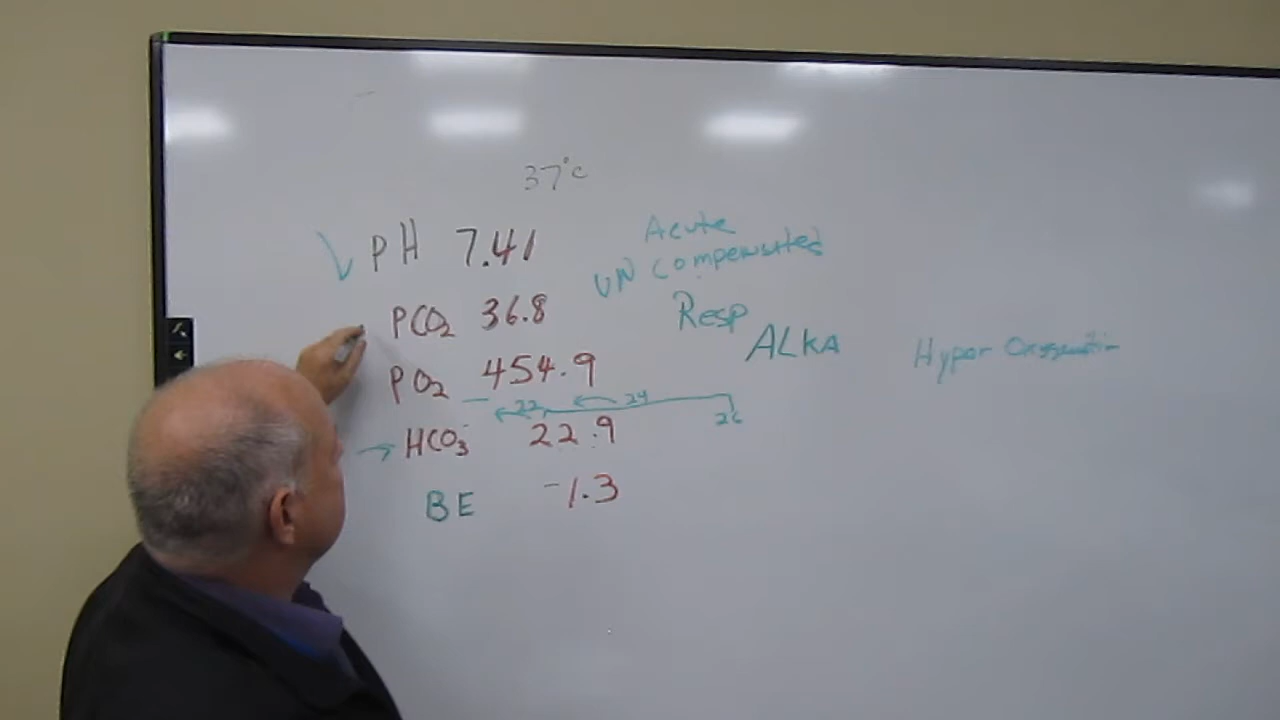 37°C
PH 7.41
PCO2 36.8
PO2 454.9
22 24 26
HCO3- 22.9
BE -1.3
Acute
UN Compensated
Resp
ALKA
Hyper Oxygenation